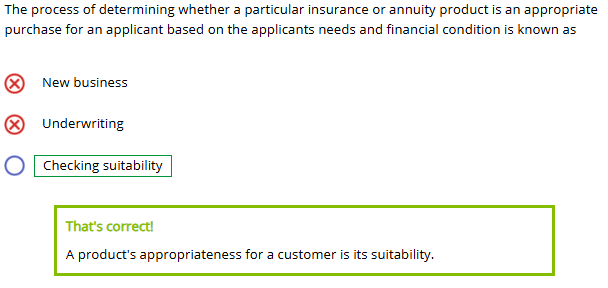 The process of determining whether a particular insurance or annuity product is an appropriate
purchase for an applicant based on the applicants needs and financial condition is known as
New business
Underwriting
Checking suitability
That's correct!
A product's appropriateness for a customer is its suitability.